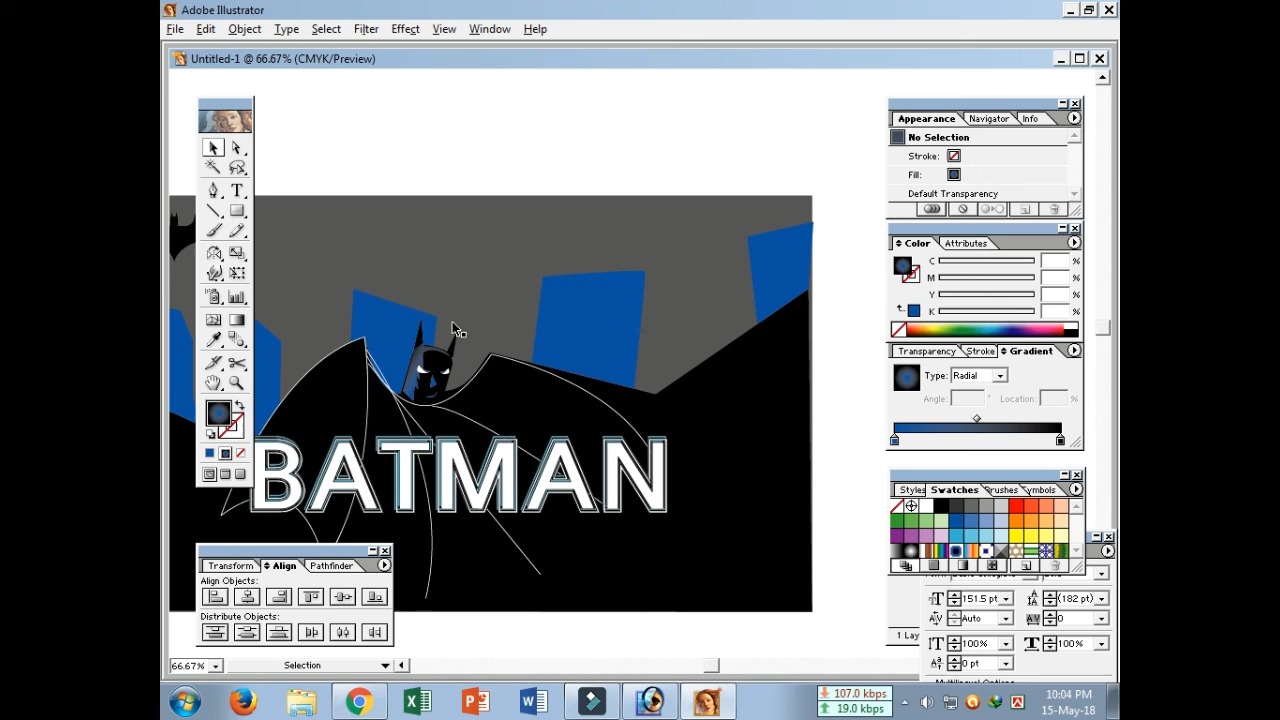 Adobe Illustrator
File Edit Object Type Select Filter Effect View Window Help
Untitled-1 @ 66.67% (CMYK/Preview)
Appearance Navigator Info
No Selection
Stroke:
Fill:
Default Transparency
Color Attributes
C %
M %
Y %
K %
Transparency Stroke Gradient
Type: Radial
Angle: ° Location: %
BATMAN
Styles Swatches Brushes Symbols
Transform Align Pathfinder
Align Objects:
Distribute Objects:
151.5 pt (182 pt)
Auto 0
100% 100%
0 pt
1 Lay
66.67% Selection
107.0 kbps
19.0 kbps
10:04 PM
15-May-18